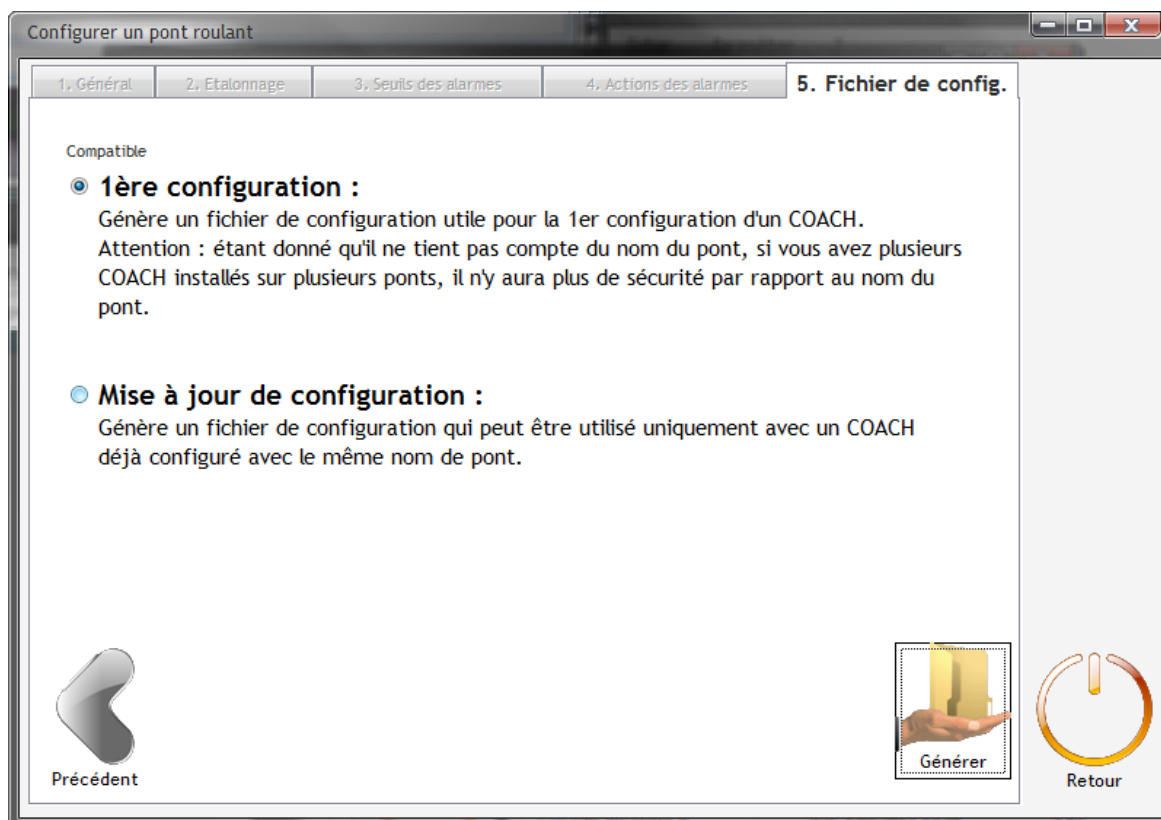 Configurer un pont roulant
1. Général
2. Etalonnage
3. Seuils des alarmes
4. Actions des alarmes
5. Fichier de config.
Compatible
1ère configuration :
Génère un fichier de configuration utile pour la 1er configuration d'un COACH.
Attention : étant donné qu'il ne tient pas compte du nom du pont, si vous avez plusieurs
COACH installés sur plusieurs ponts, il n'y aura plus de sécurité par rapport au nom du
pont.
Mise à jour de configuration :
Génère un fichier de configuration qui peut être utilisé uniquement avec un COACH
déjà configuré avec le même nom de pont.
Précédent
Générer
Retour